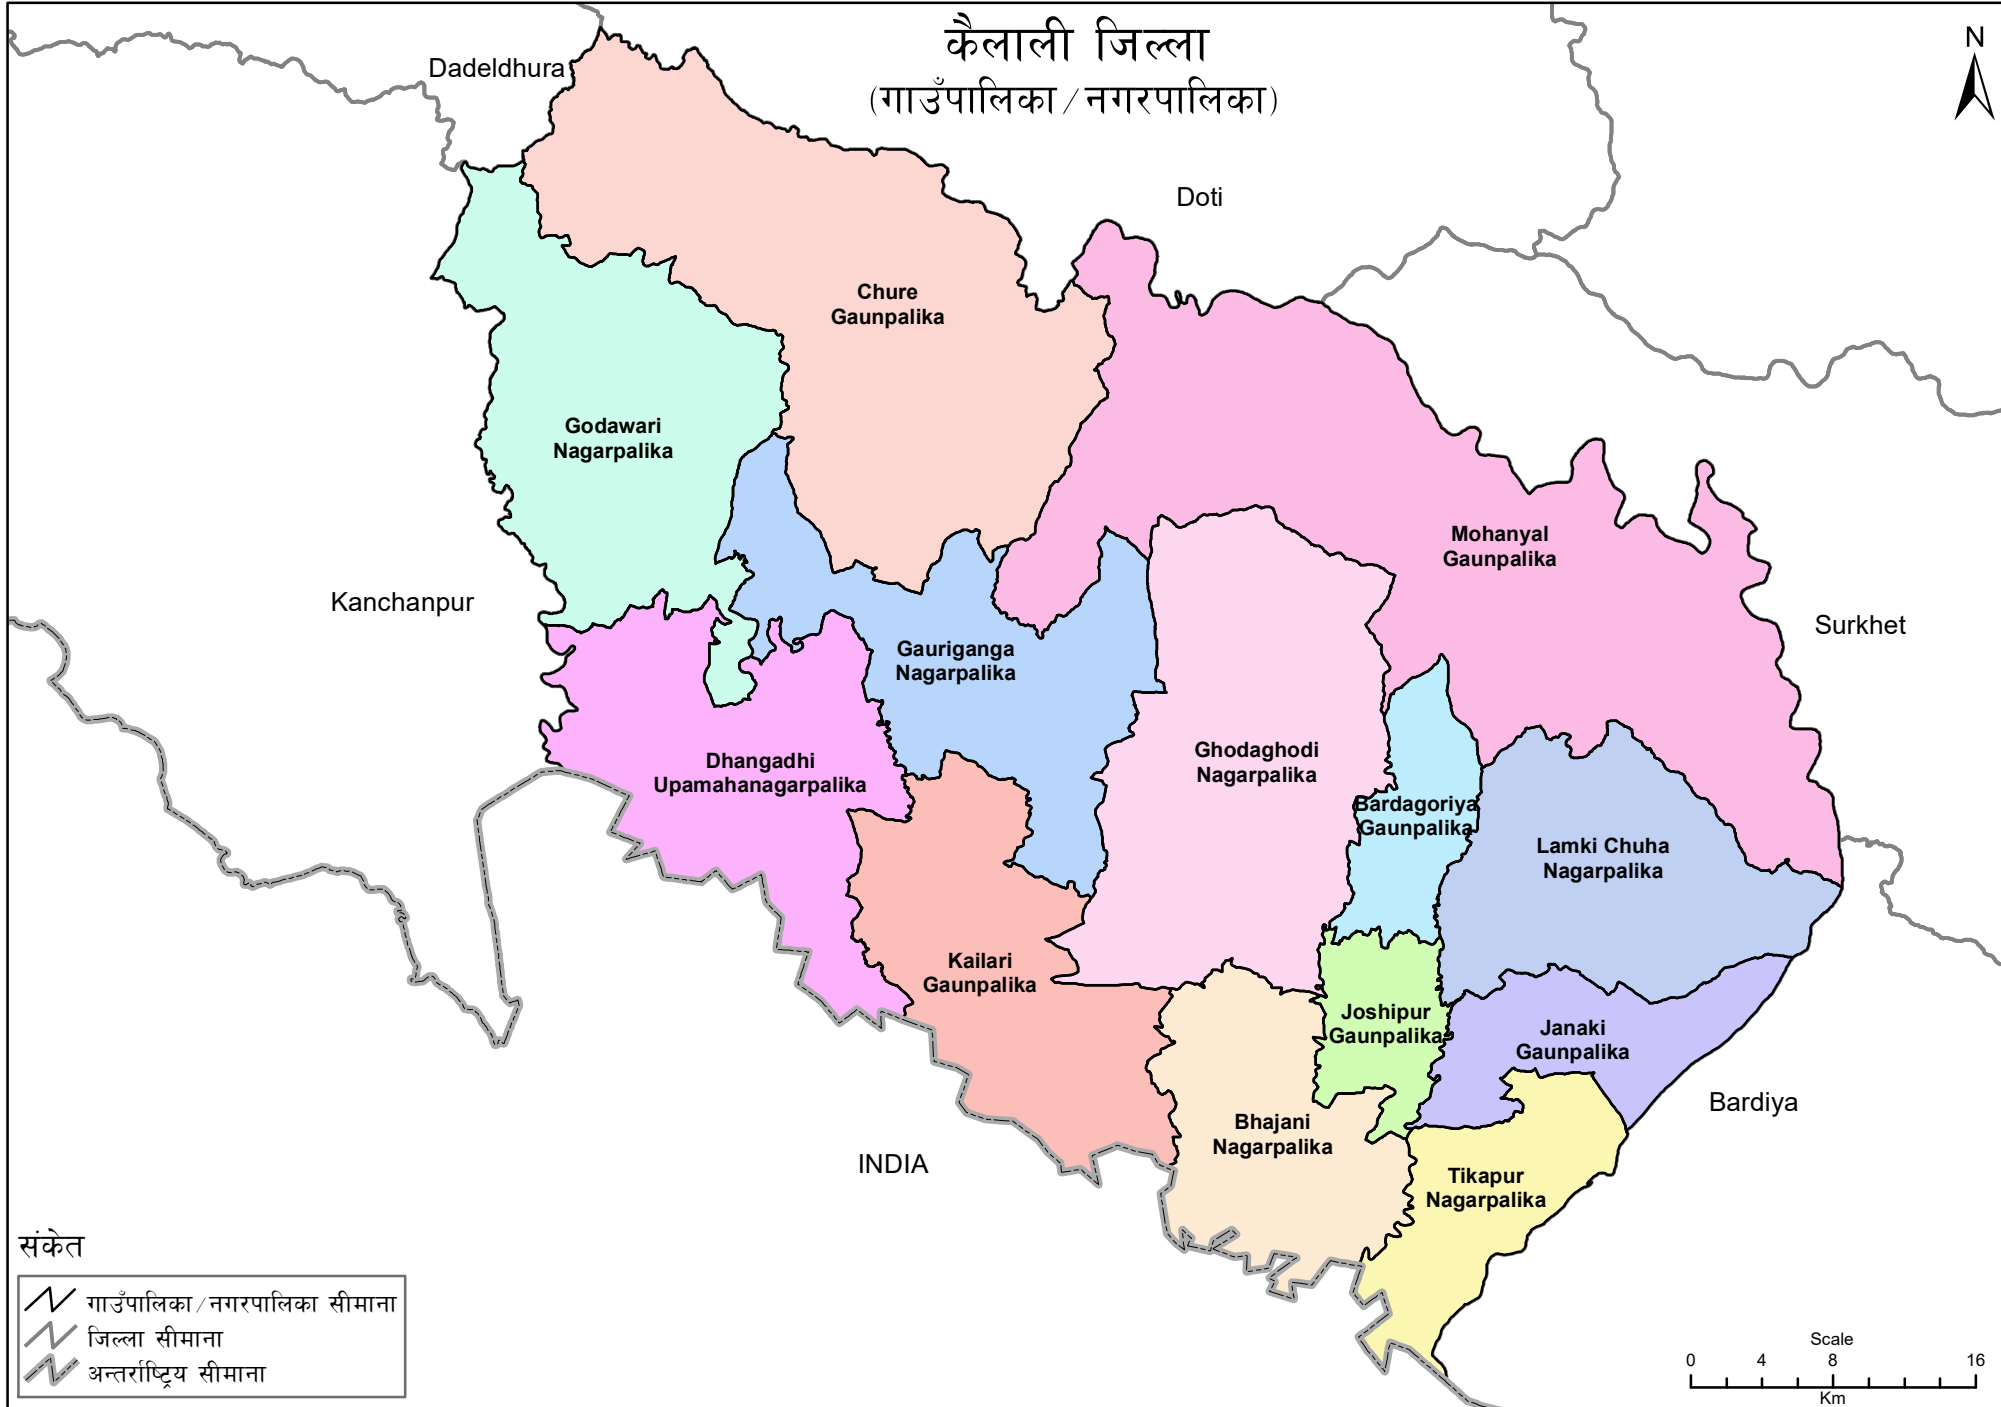 कैलाली जिल्ला
(गाउँपालिका/नगरपालिका)
N
Dadeldhura
Doti
Chure
Gaunpalika
Godawari
Nagarpalika
Mohanyal
Gaunpalika
Kanchanpur
Surkhet
Gauriganga
Nagarpalika
Ghodaghodi
Nagarpalika
Dhangadhi
Upamahanagarpalika
Bardagoriya
Gaunpalika
Lamki Chuha
Nagarpalika
Kailari
Gaunpalika
Joshipur
Gaunpalika
Janaki
Gaunpalika
Bardiya
Bhajani
Nagarpalika
INDIA
Tikapur
Nagarpalika
संकेत
गाउँपालिका/नगरपालिका सीमाना
जिल्ला सीमाना
अन्तर्राष्ट्रिय सीमाना
Scale
0 4 8 16
Km